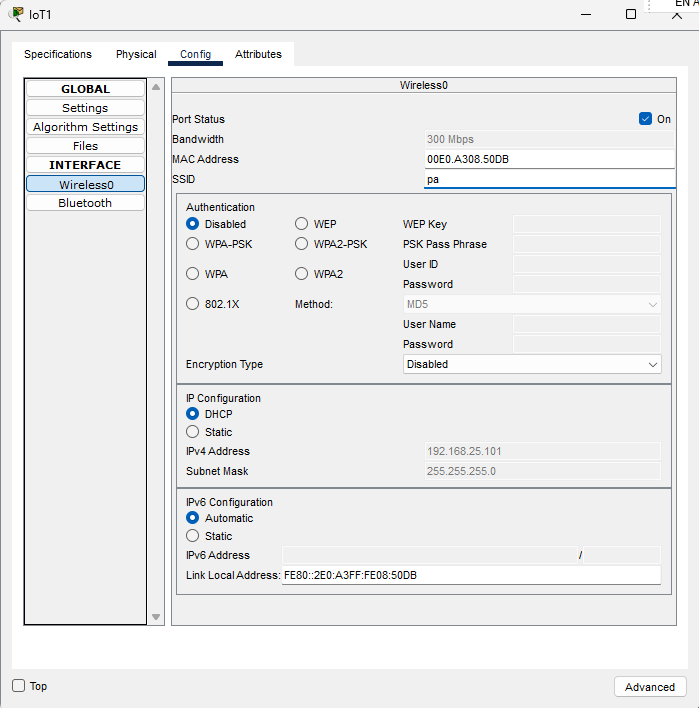 IoT1
EN A
Specifications Physical Config Attributes
GLOBAL
Settings
Algorithm Settings
Files
INTERFACE
Wireless0
Bluetooth
Wireless0
Port Status On
Bandwidth 300 Mbps
MAC Address 00E0.A308.50DB
SSID pa
Authentication
Disabled WEP WEP Key
WPA-PSK WPA2-PSK PSK Pass Phrase
User ID
WPA WPA2
Password
802.1X Method: MD5
User Name
Password
Encryption Type Disabled
IP Configuration
DHCP
Static
IPv4 Address 192.168.25.101
Subnet Mask 255.255.255.0
IPv6 Configuration
Automatic
Static
IPv6 Address /
Link Local Address: FE80::2E0:A3FF:FE08:50DB
Top Advanced